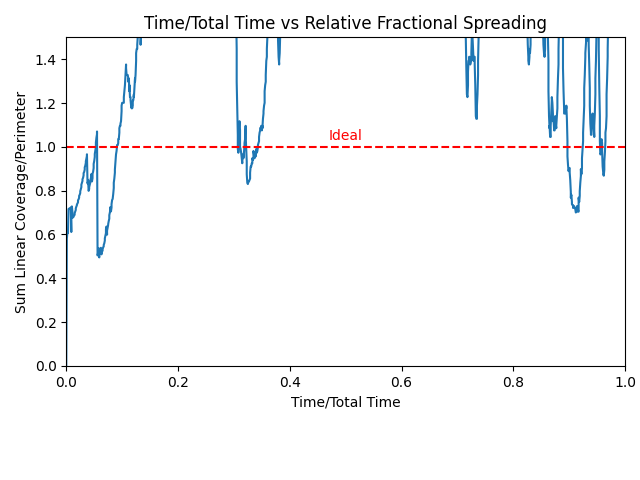 Time/Total Time vs Relative Fractional Spreading
Sum Linear Coverage/Perimeter
1.4
1.2
1.0
0.8
0.6
0.4
0.2
0.0
Ideal
0.0 0.2 0.4 0.6 0.8 1.0
Time/Total Time